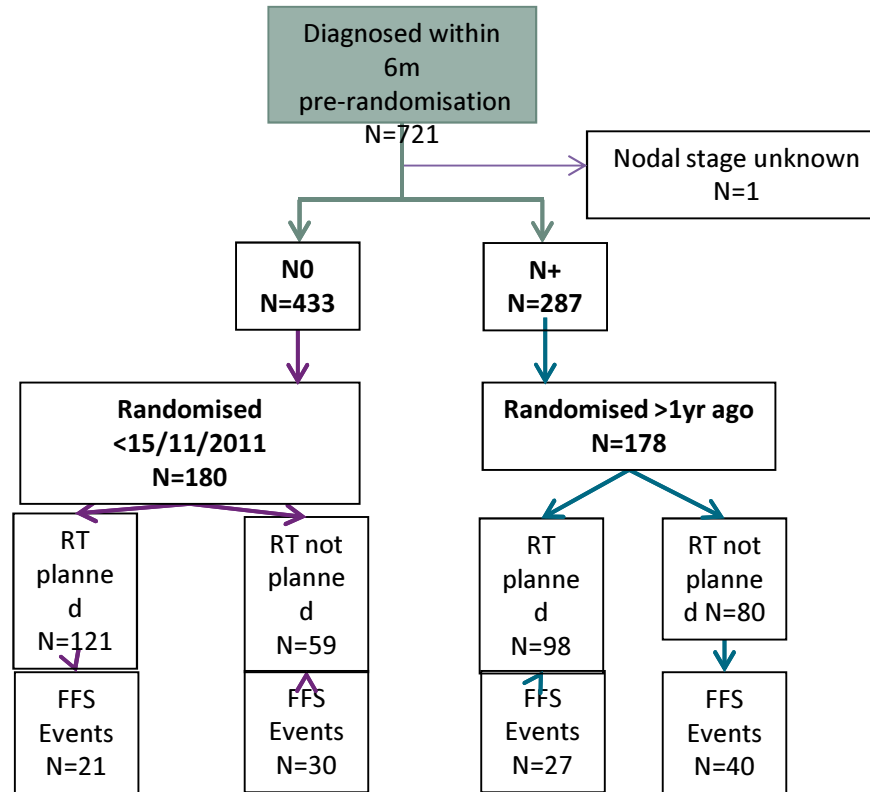 Diagnosed within
6m
pre-randomisation
N=721
Nodal stage unknown
N=1
N0
N=433
N+
N=287
Randomised
<15/11/2011
N=180
Randomised >1yr ago
N=178
RT
planne
d
N=121
RT not
planne
d
N=59
RT
planne
d
N=98
RT not
planne
d N=80
FFS
Events
N=21
FFS
Events
N=30
FFS
Events
N=27
FFS
Events
N=40